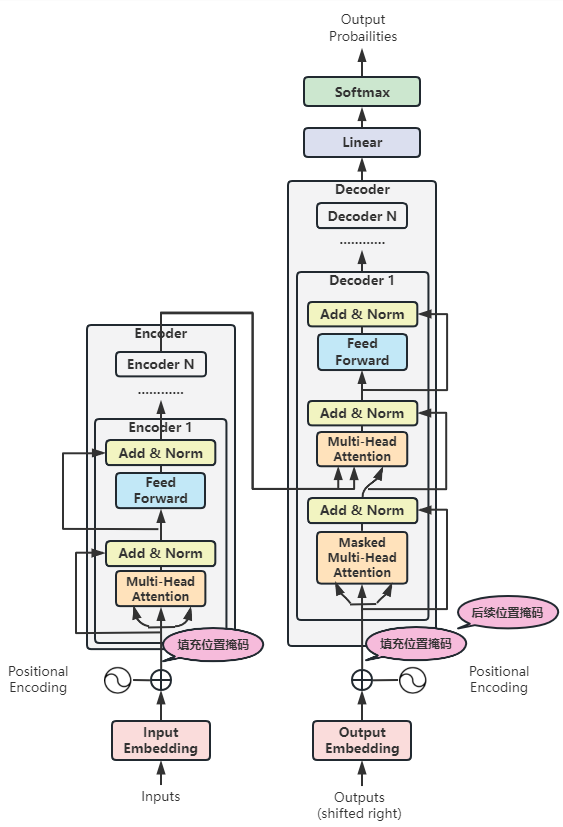 Output
Probailities
Softmax
Linear
Decoder
Decoder N
............
Decoder 1
Add & Norm
Feed
Forward
Add & Norm
Multi-Head
Attention
Add & Norm
Masked
Multi-Head
Attention
后续位置掩码
填充位置掩码
Positional
Encoding
Output
Embedding
Outputs
(shifted right)
Encoder
Encoder N
............
Encoder 1
Add & Norm
Feed
Forward
Add & Norm
Multi-Head
Attention
填充位置掩码
Positional
Encoding
Input
Embedding
Inputs